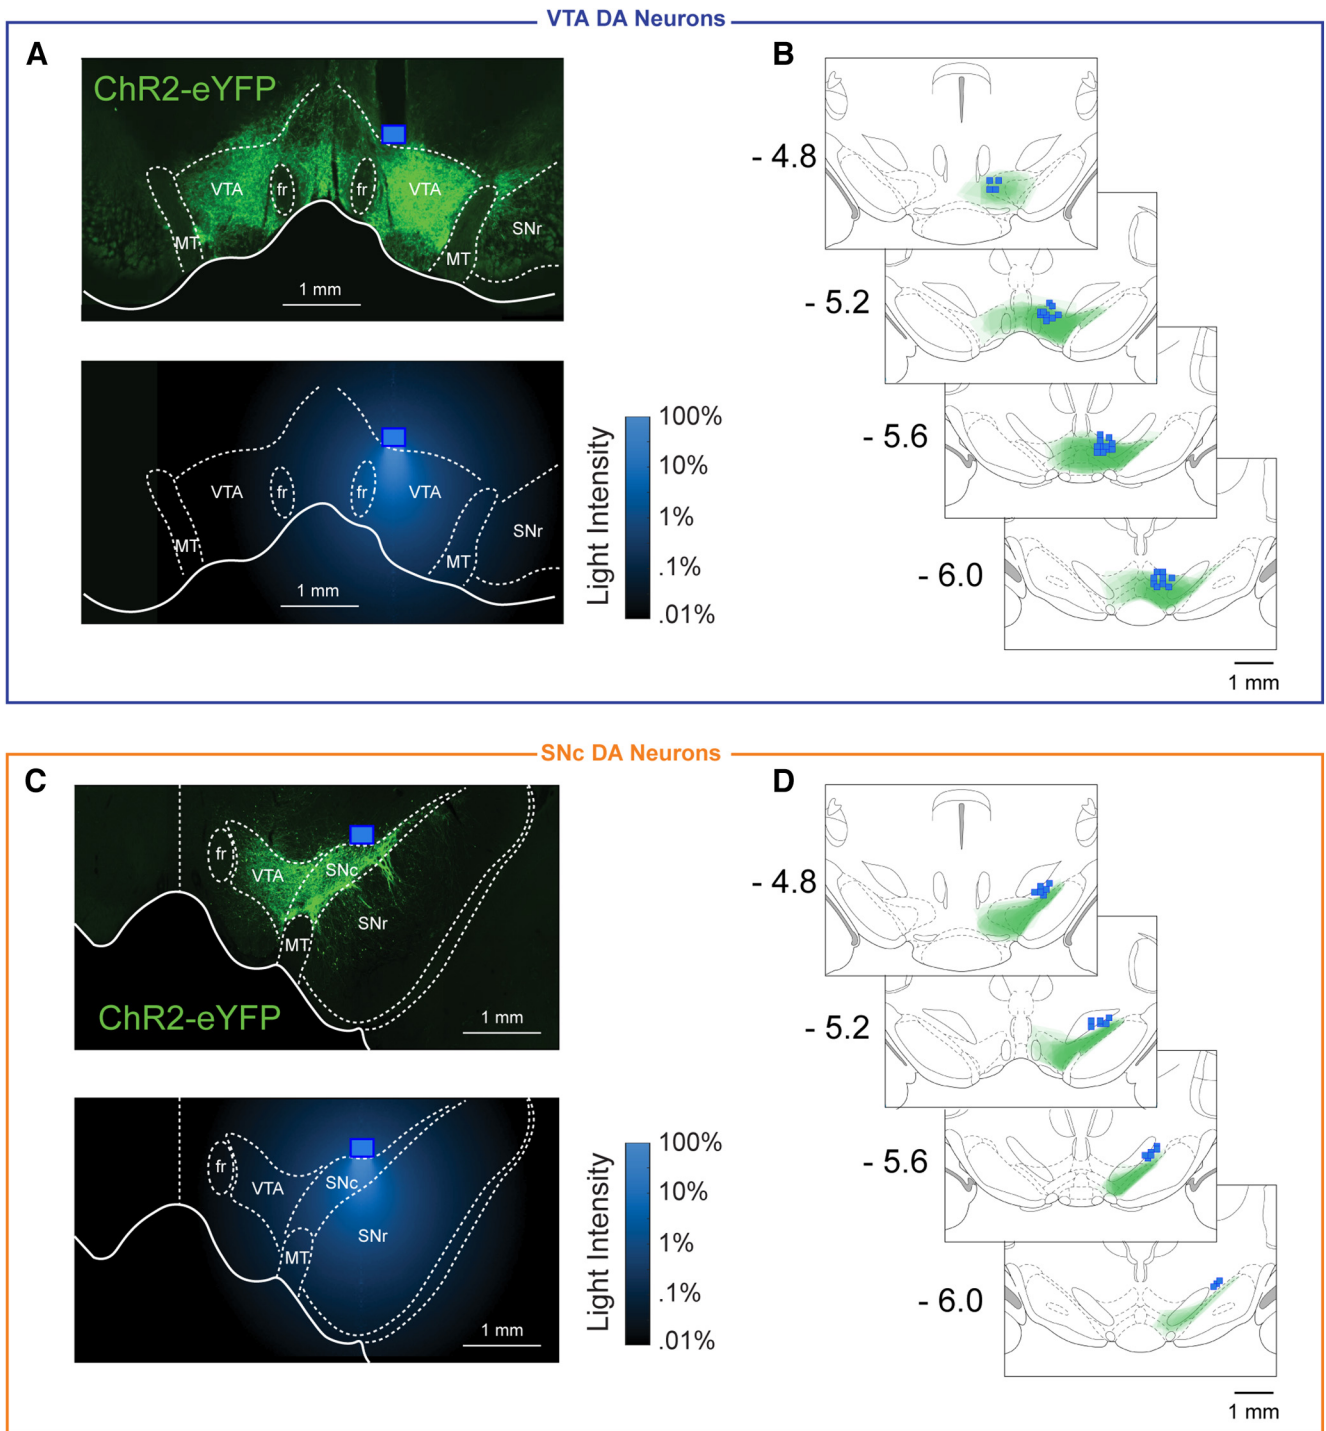 VTA DA Neurons
A
ChR2-eYFP
VTA
fr
fr
VTA
MT
MT
SNr
1 mm
VTA
fr
fr
VTA
MT
MT
SNr
1 mm
Light Intensity
100%
10%
1%
.1%
.01%
B
- 4.8
- 5.2
- 5.6
- 6.0
1 mm
SNc DA Neurons
C
fr
VTA
SNc
SNr
MT
ChR2-eYFP
1 mm
fr
VTA
SNc
SNr
MT
1 mm
Light Intensity
100%
10%
1%
.1%
.01%
D
- 4.8
- 5.2
- 5.6
- 6.0
1 mm